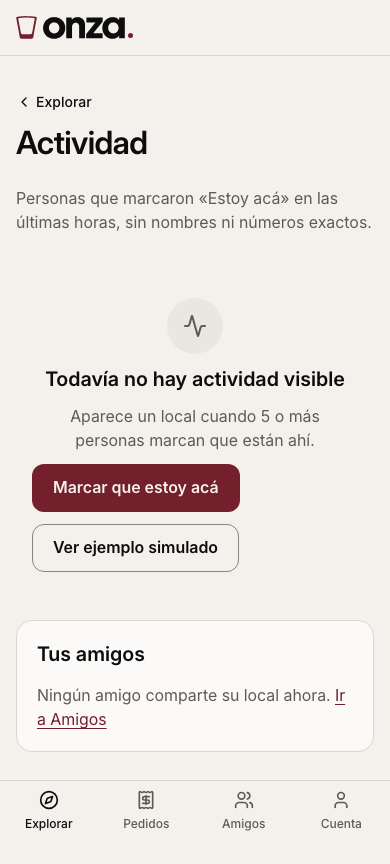 onza.
Explorar
Actividad
Personas que marcaron «Estoy acá» en las
últimas horas, sin nombres ni números exactos.
Todavía no hay actividad visible
Aparece un local cuando 5 o más
personas marcan que están ahí.
Marcar que estoy acá
Ver ejemplo simulado
Tus amigos
Ningún amigo comparte su local ahora. Ir
a Amigos
Explorar Pedidos Amigos Cuenta